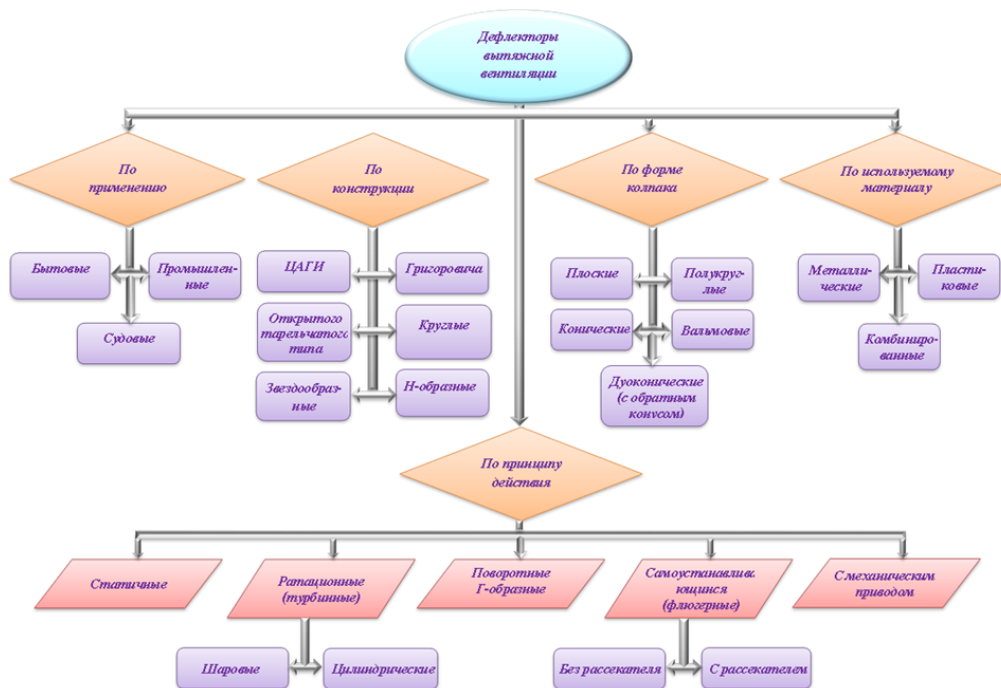 Дефлекторы
вытяжной
вентиляции
По
применению
По
конструкции
По форме
колпака
По используемому
материалу
Бытовые
Промышлен-
ные
Судовые
ЦАГИ
Григоровича
Открытого
тарельчатого
типа
Круглые
Звездообраз-
ные
Н-образные
Плоские
Полукруг-
лые
Конические
Вальмовые
Дуоконические
(с обратным
конусом)
Металли-
ческие
Пласти-
ковые
Комбиниро-
ванные
По принципу
действия
Статичные
Ратационные
(турбинные)
Поворотные
Г-образные
Самоустанавлива-
ющинся
(флюгерные)
С механическим
приводом
Шаровые
Цилиндрические
Без рассекателя
С рассекателем